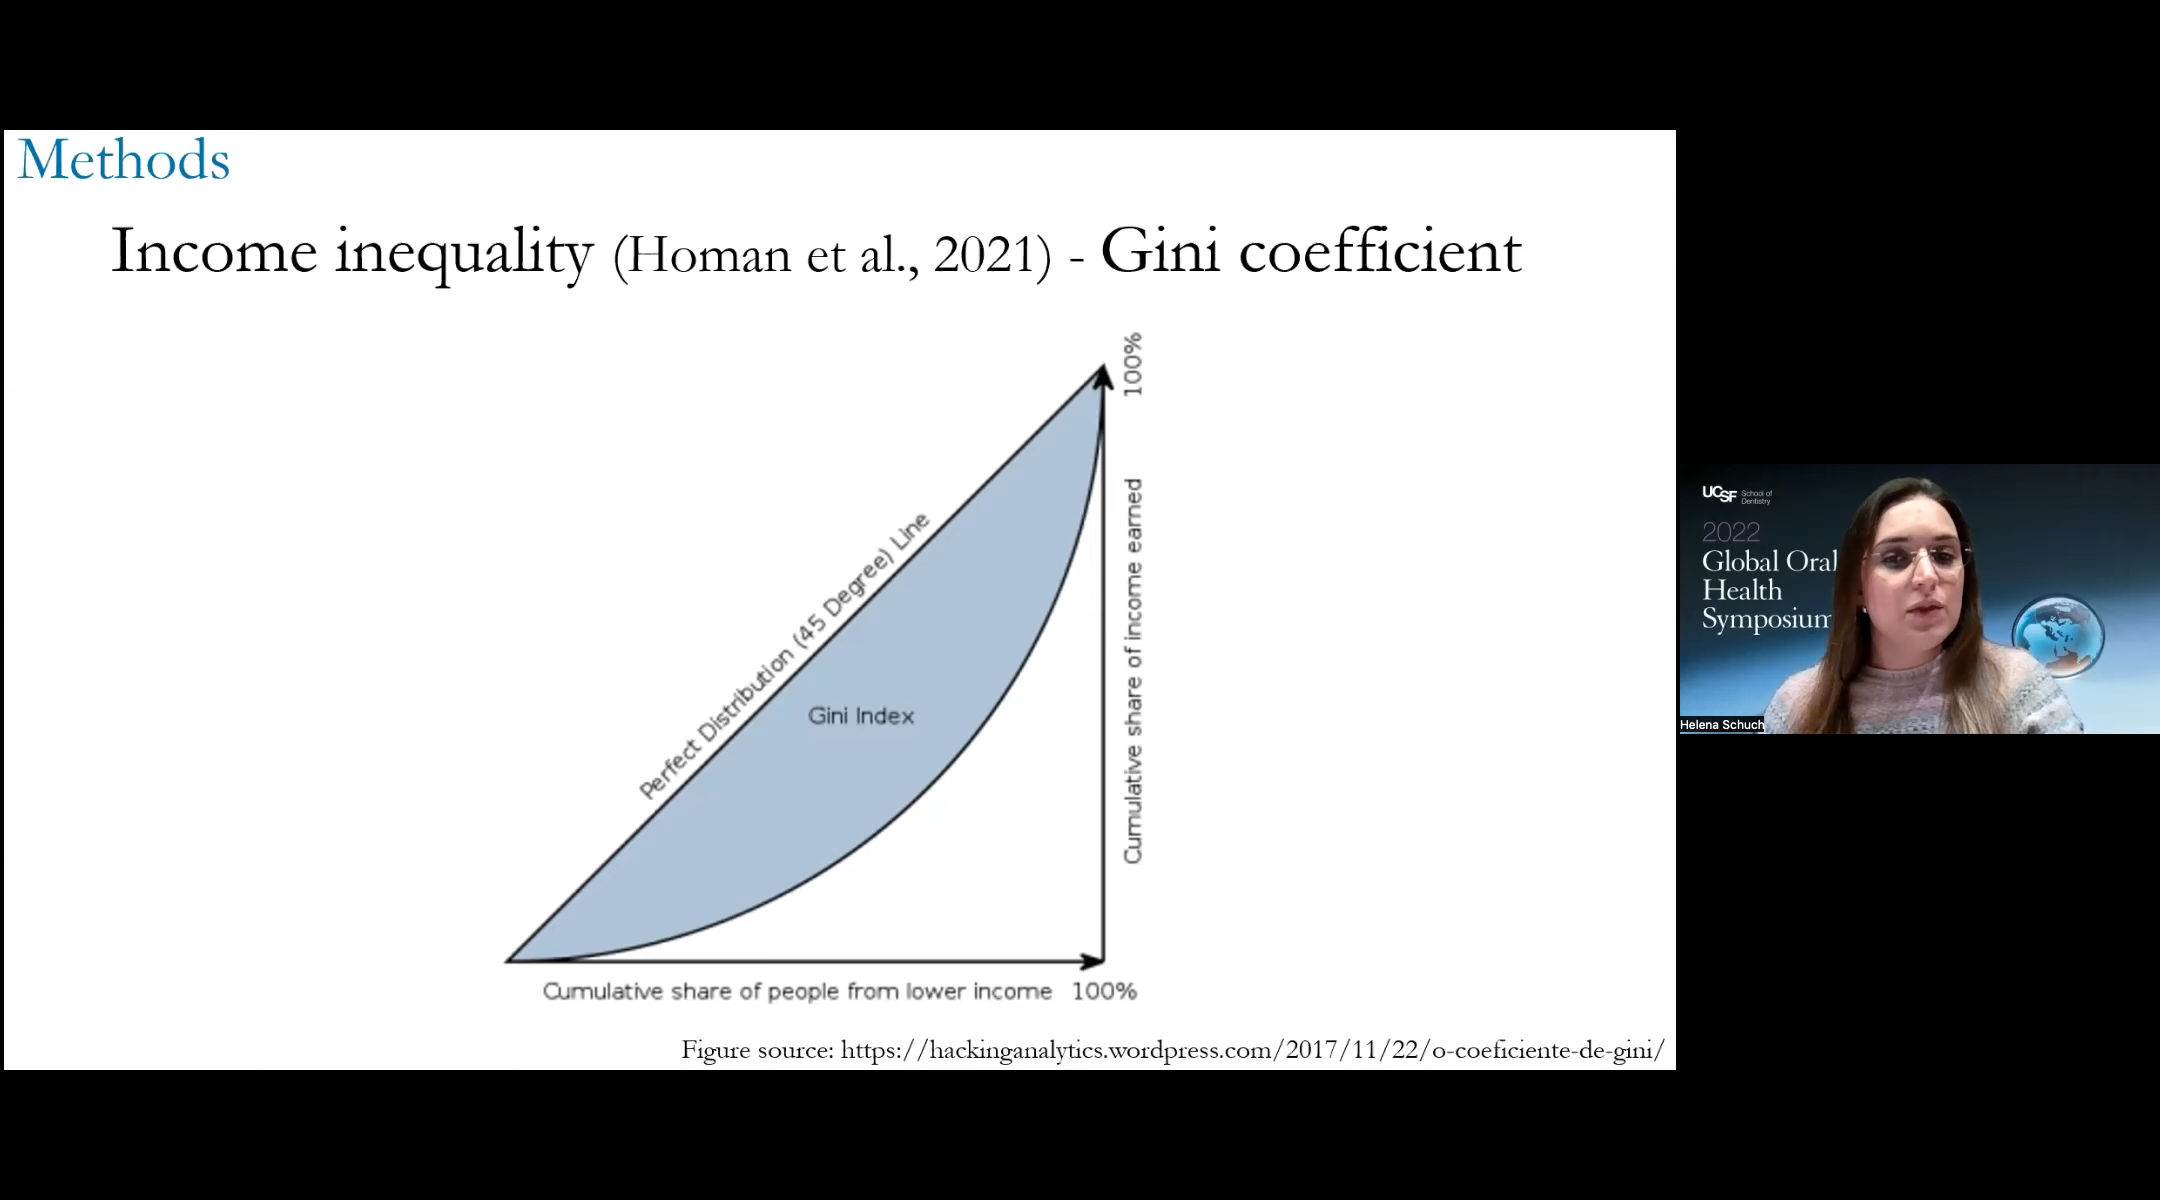 Methods
Income inequality (Homan et al., 2021) - Gini coefficient
100%
Cumulative share of income earned
Perfect Distribution (45 Degree) Line
Gini Index
Cumulative share of people from lower income 100%
Figure source: https://hackinganalytics.wordpress.com/2017/11/22/o-coeficiente-de-gini/
UCSF School of
Dentistry
2022
Global Oral
Health
Symposium
Helena Schuch